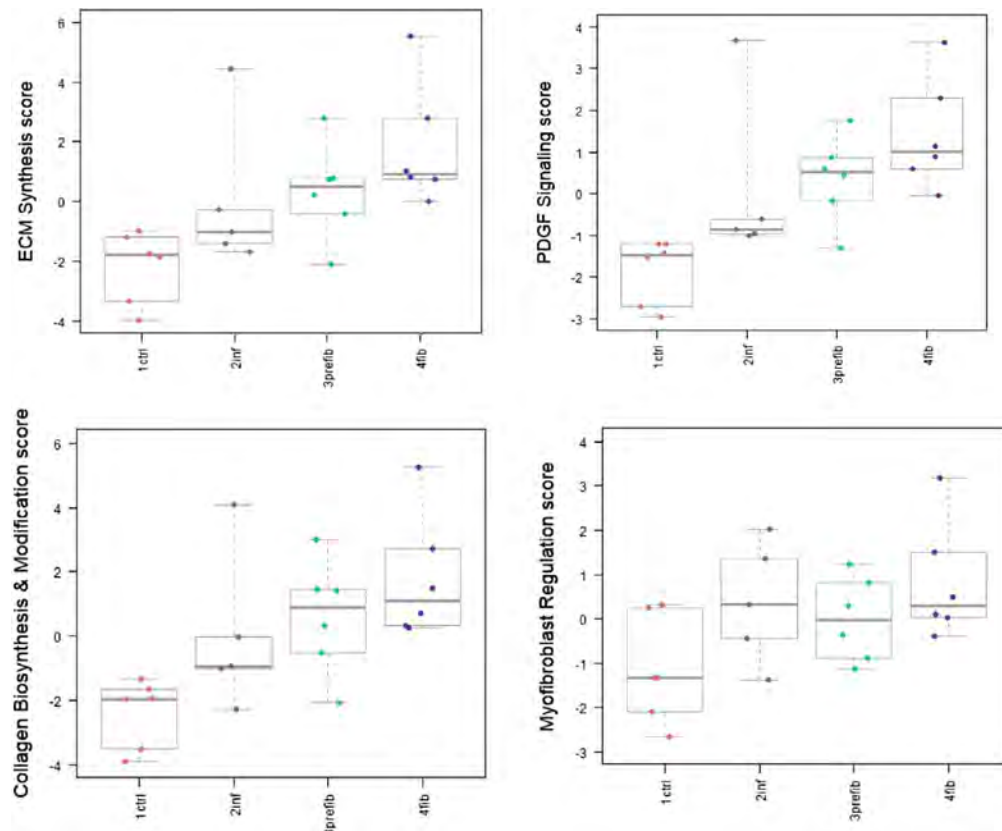 ECM Synthesis score
6
4
2
0
-2
-4
1ctrl
2inf
3prefib
4fib
PDGF Signaling score
4
3
2
1
0
-1
-2
-3
1ctrl
2inf
3prefib
4fib
Collagen Biosynthesis & Modification score
6
4
2
0
-2
-4
1ctrl
2inf
3prefib
4fib
Myofibroblast Regulation score
4
3
2
1
0
-1
-2
-3
1ctrl
2inf
3prefib
4fib